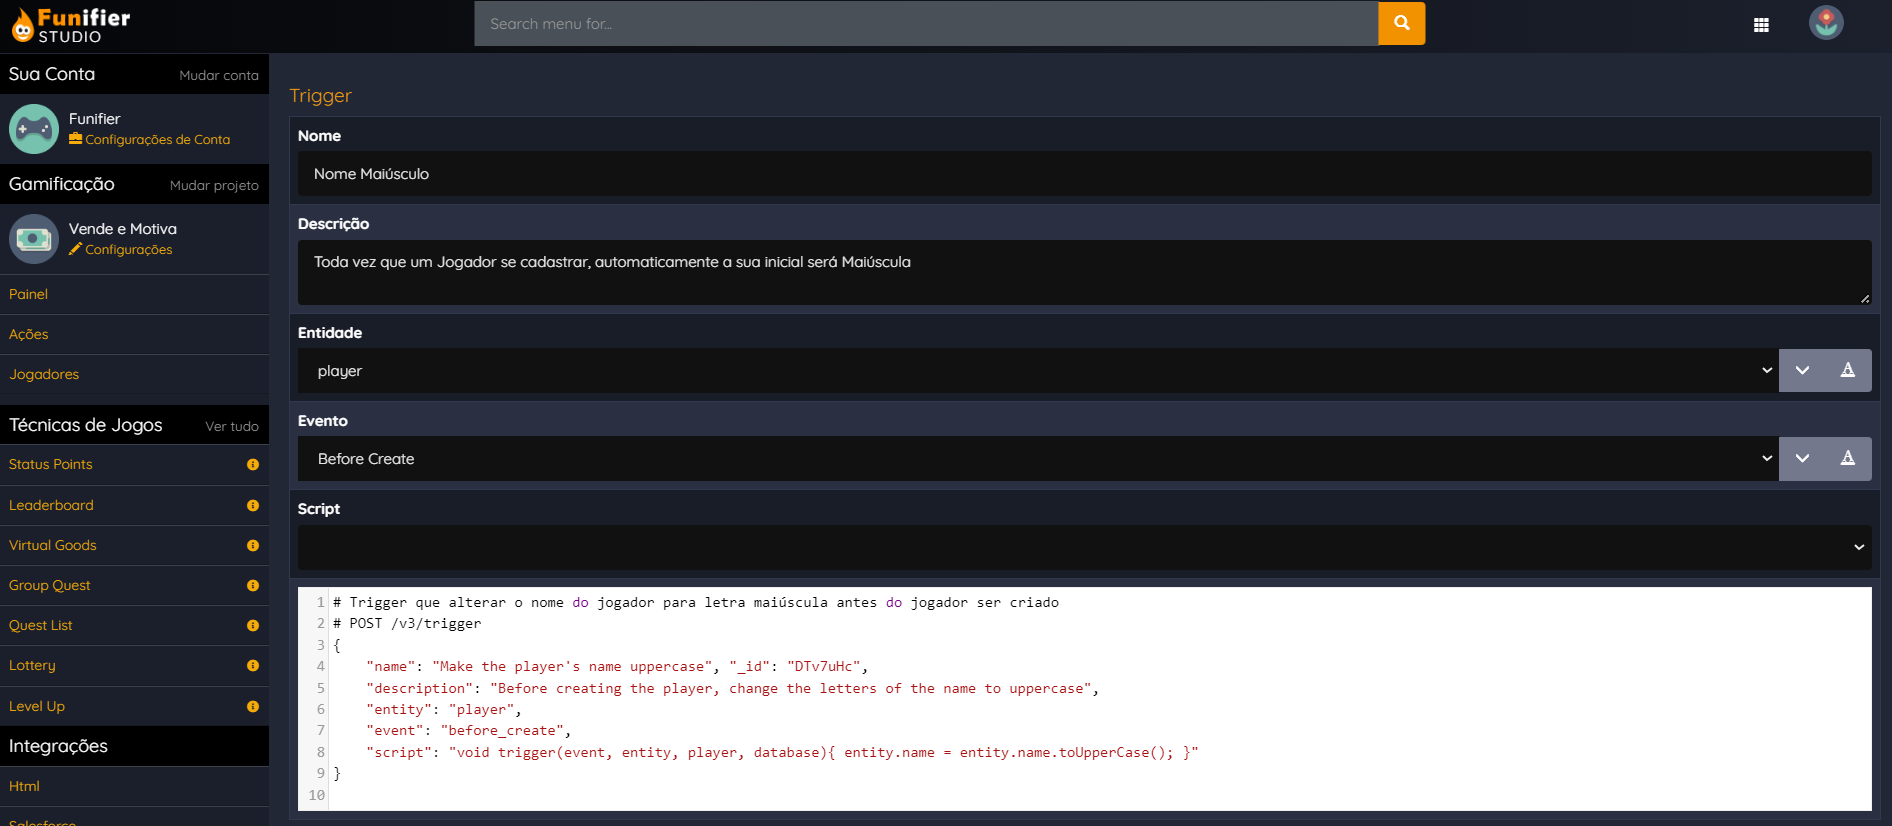 Funifier
STUDIO
Search menu for...
Sua Conta Mudar conta
Funifier
Configurações de Conta
Gamificação Mudar projeto
Vende e Motiva
Configurações
Painel
Ações
Jogadores
Técnicas de Jogos Ver tudo
Status Points
Leaderboard
Virtual Goods
Group Quest
Quest List
Lottery
Level Up
Integrações
Html
Salesforce
Trigger
Nome
Nome Maiúsculo
Descrição
Toda vez que um Jogador se cadastrar, automaticamente a sua inicial será Maiúscula
Entidade
player
Evento
Before Create
Script
1 # Trigger que alterar o nome do jogador para letra maiúscula antes do jogador ser criado
2 # POST /v3/trigger
3 {
4 "name": "Make the player's name uppercase", "_id": "DTv7uHc",
5 "description": "Before creating the player, change the letters of the name to uppercase",
6 "entity": "player",
7 "event": "before_create",
8 "script": "void trigger(event, entity, player, database){ entity.name = entity.name.toUpperCase(); }"
9 }
10